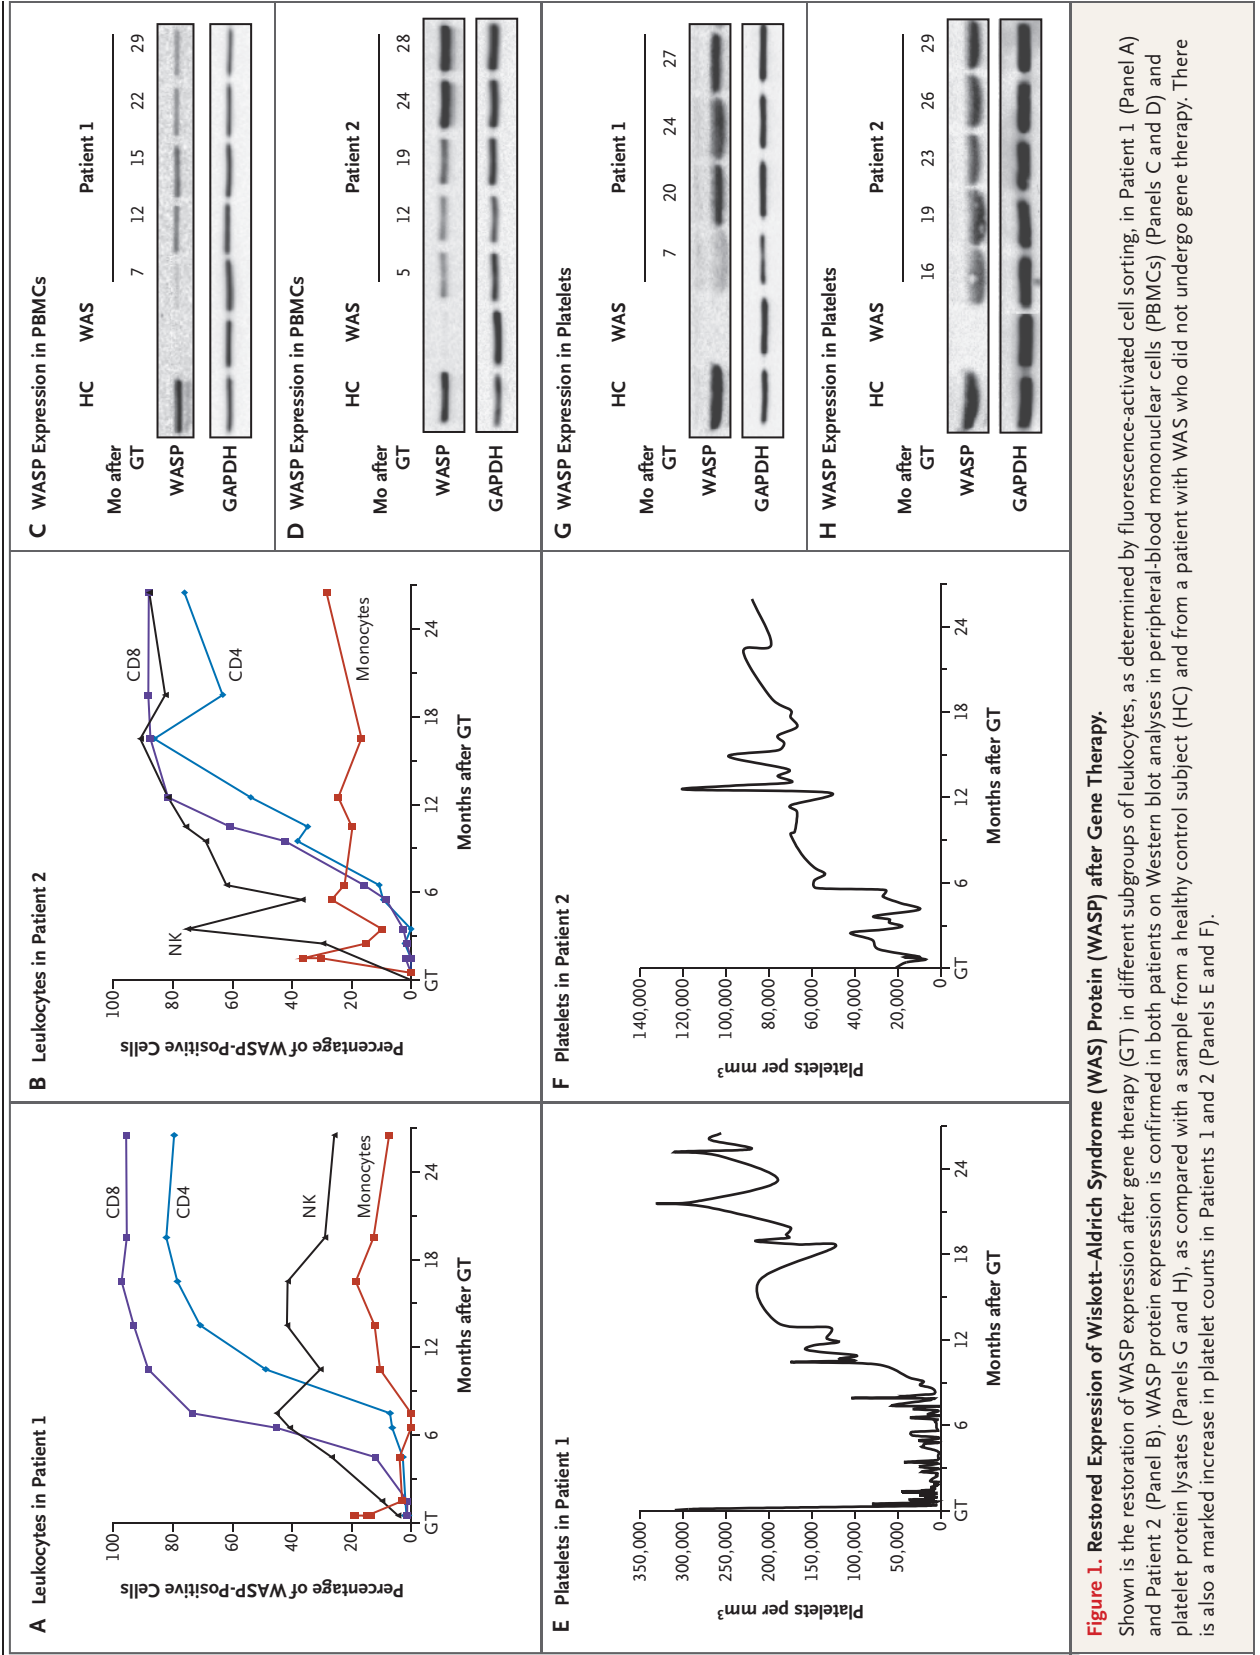 A Leukocytes in Patient 1
Percentage of WASP-Positive Cells
100
80
60
40
20
0
GT
6
12
18
24
Months after GT
CD8
CD4
NK
Monocytes
B Leukocytes in Patient 2
Percentage of WASP-Positive Cells
100
80
60
40
20
0
GT
6
12
18
24
Months after GT
NK
CD8
CD4
Monocytes
C WASP Expression in PBMCs
HC WAS Patient 1
Mo after GT 7 12 15 22 29
WASP
GAPDH
D WASP Expression in PBMCs
HC WAS Patient 2
Mo after GT 5 12 19 24 28
WASP
GAPDH
E Platelets in Patient 1
Platelets per mm³
350,000
300,000
250,000
200,000
150,000
100,000
50,000
0
GT
6
12
18
24
Months after GT
F Platelets in Patient 2
Platelets per mm³
140,000
120,000
100,000
80,000
60,000
40,000
20,000
0
GT
6
12
18
24
Months after GT
G WASP Expression in Platelets
HC WAS Patient 1
Mo after GT 7 20 24 27
WASP
GAPDH
H WASP Expression in Platelets
HC WAS Patient 2
Mo after GT 16 19 23 26 29
WASP
GAPDH
Figure 1. Restored Expression of Wiskott–Aldrich Syndrome (WAS) Protein (WASP) after Gene Therapy.
Shown is the restoration of WASP expression after gene therapy (GT) in different subgroups of leukocytes, as determined by fluorescence-activated cell sorting, in Patient 1 (Panel A)
and Patient 2 (Panel B). WASP protein expression is confirmed in both patients on Western blot analyses in peripheral-blood mononuclear cells (PBMCs) (Panels C and D) and
platelet protein lysates (Panels G and H), as compared with a sample from a healthy control subject (HC) and from a patient with WAS who did not undergo gene therapy. There
is also a marked increase in platelet counts in Patients 1 and 2 (Panels E and F).